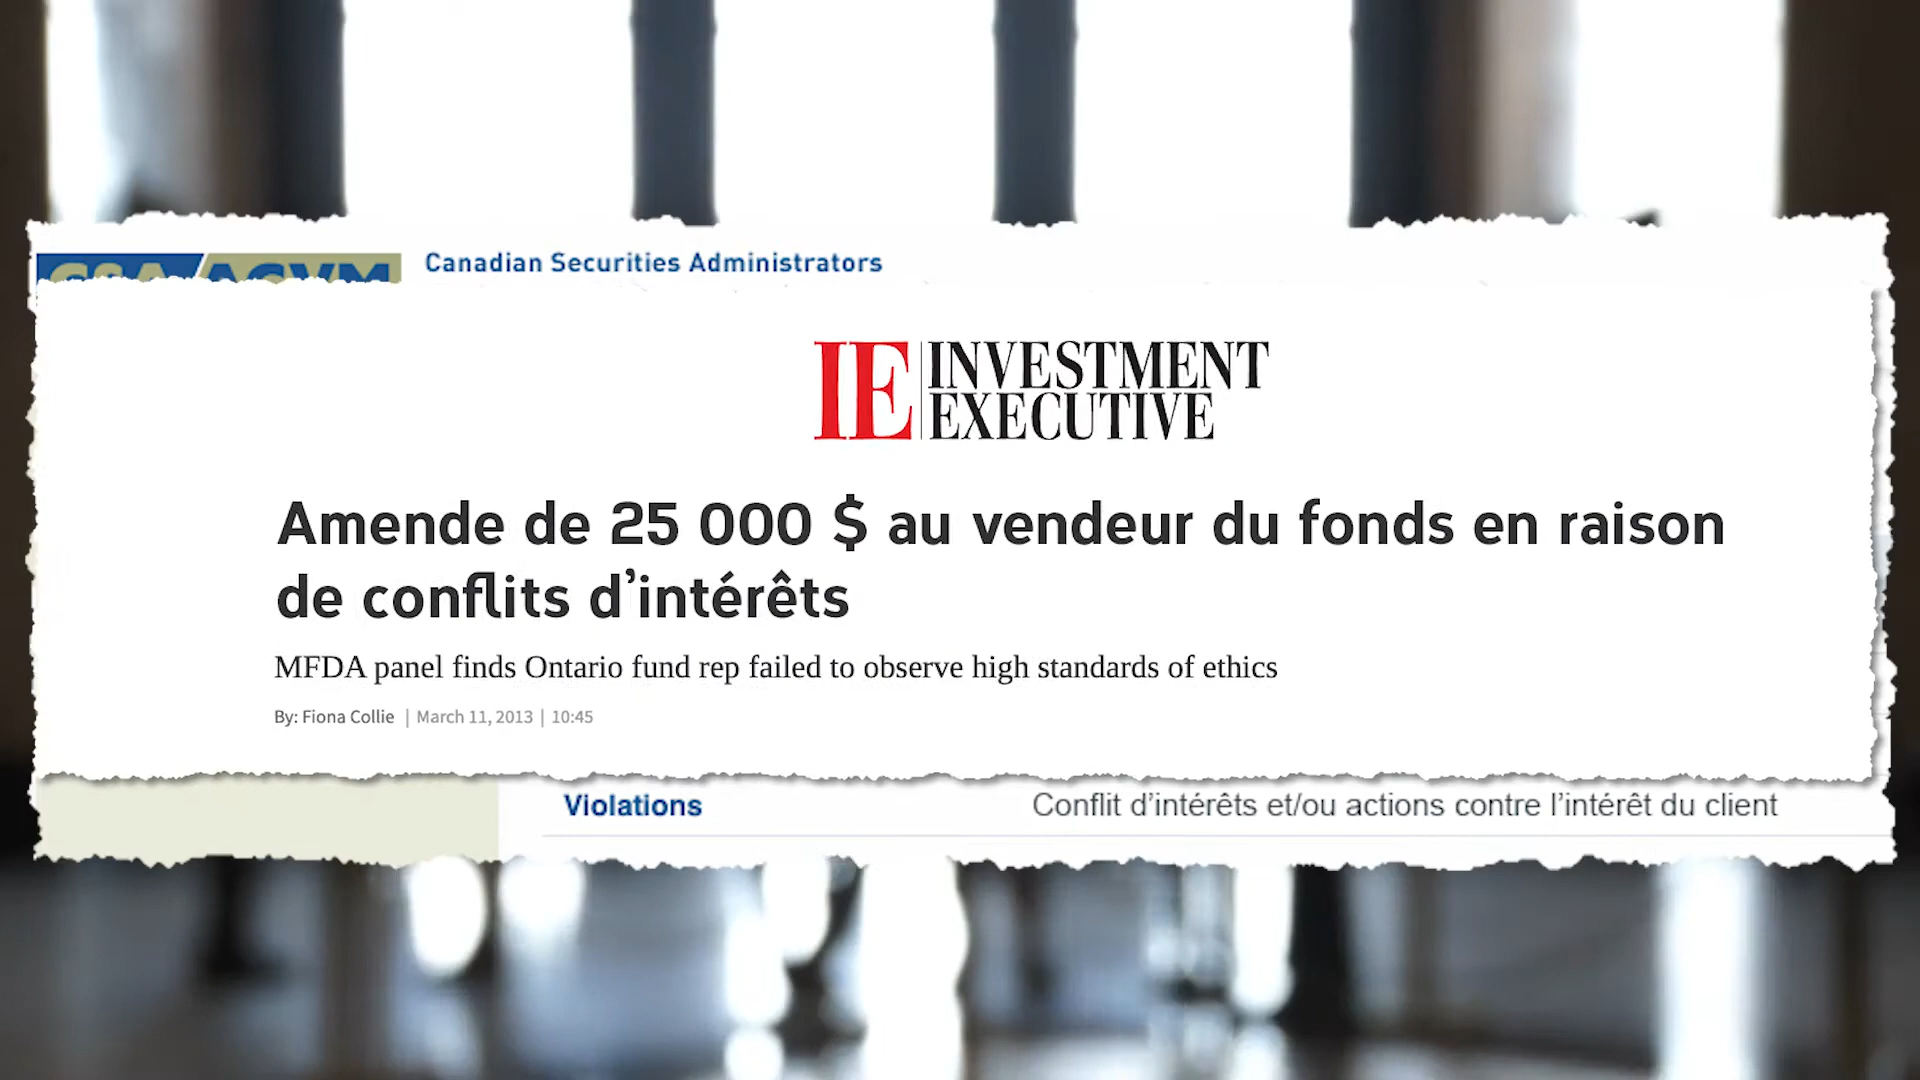 CSA/ACVM Canadian Securities Administrators
IE INVESTMENT
EXECUTIVE
Amende de 25 000 $ au vendeur du fonds en raison
de conflits d’intérêts
MFDA panel finds Ontario fund rep failed to observe high standards of ethics
By: Fiona Collie | March 11, 2013 | 10:45
Violations Conflit d’intérêts et/ou actions contre l’intérêt du client